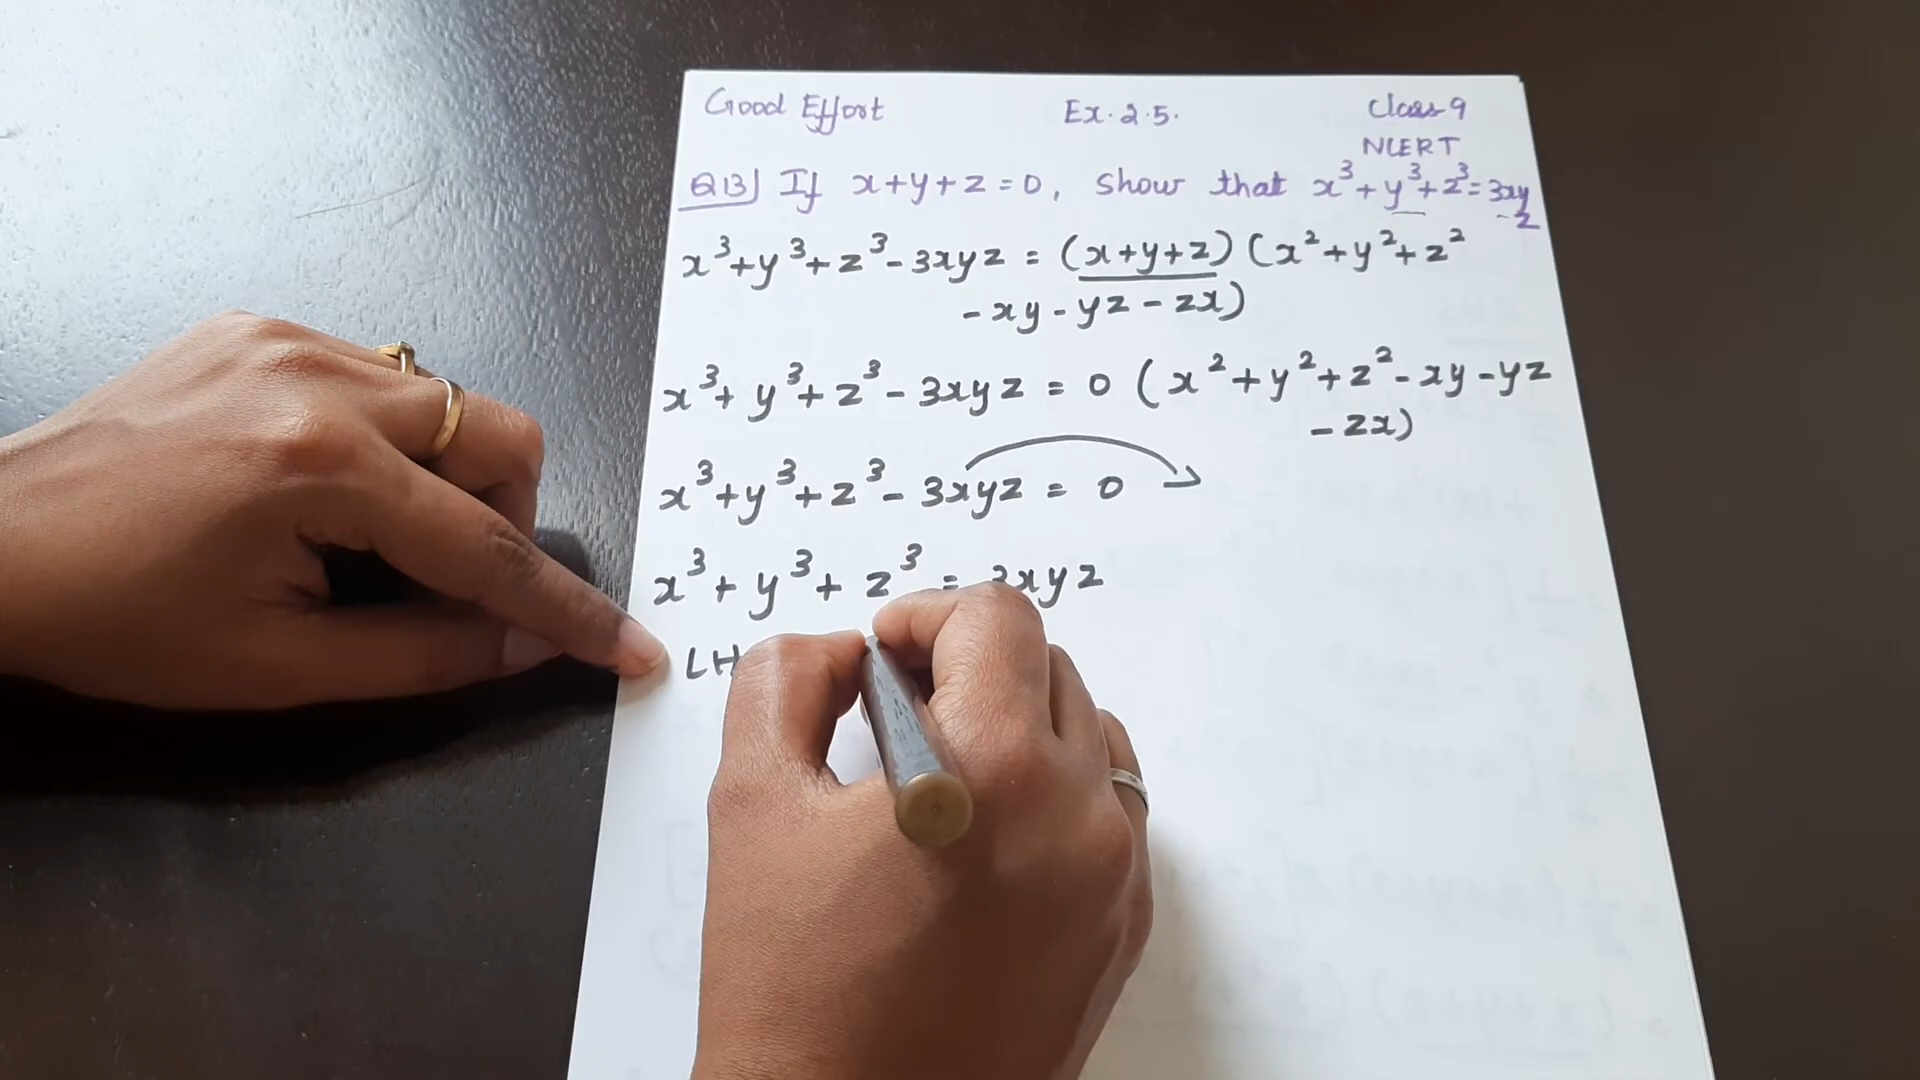 Good Effort Ex. 2.5. Class 9
NCERT
Q13) If x+y+z=0, show that x³+y³+z³=3xy
z
x³+y³+z³-3xyz = (x+y+z)(x²+y²+z²
-xy-yz-zx)
x³+y³+z³-3xyz = 0 (x²+y²+z²-xy-yz
-zx)
x³+y³+z³-3xyz = 0
x³+y³+z³ = 3xyz
LH